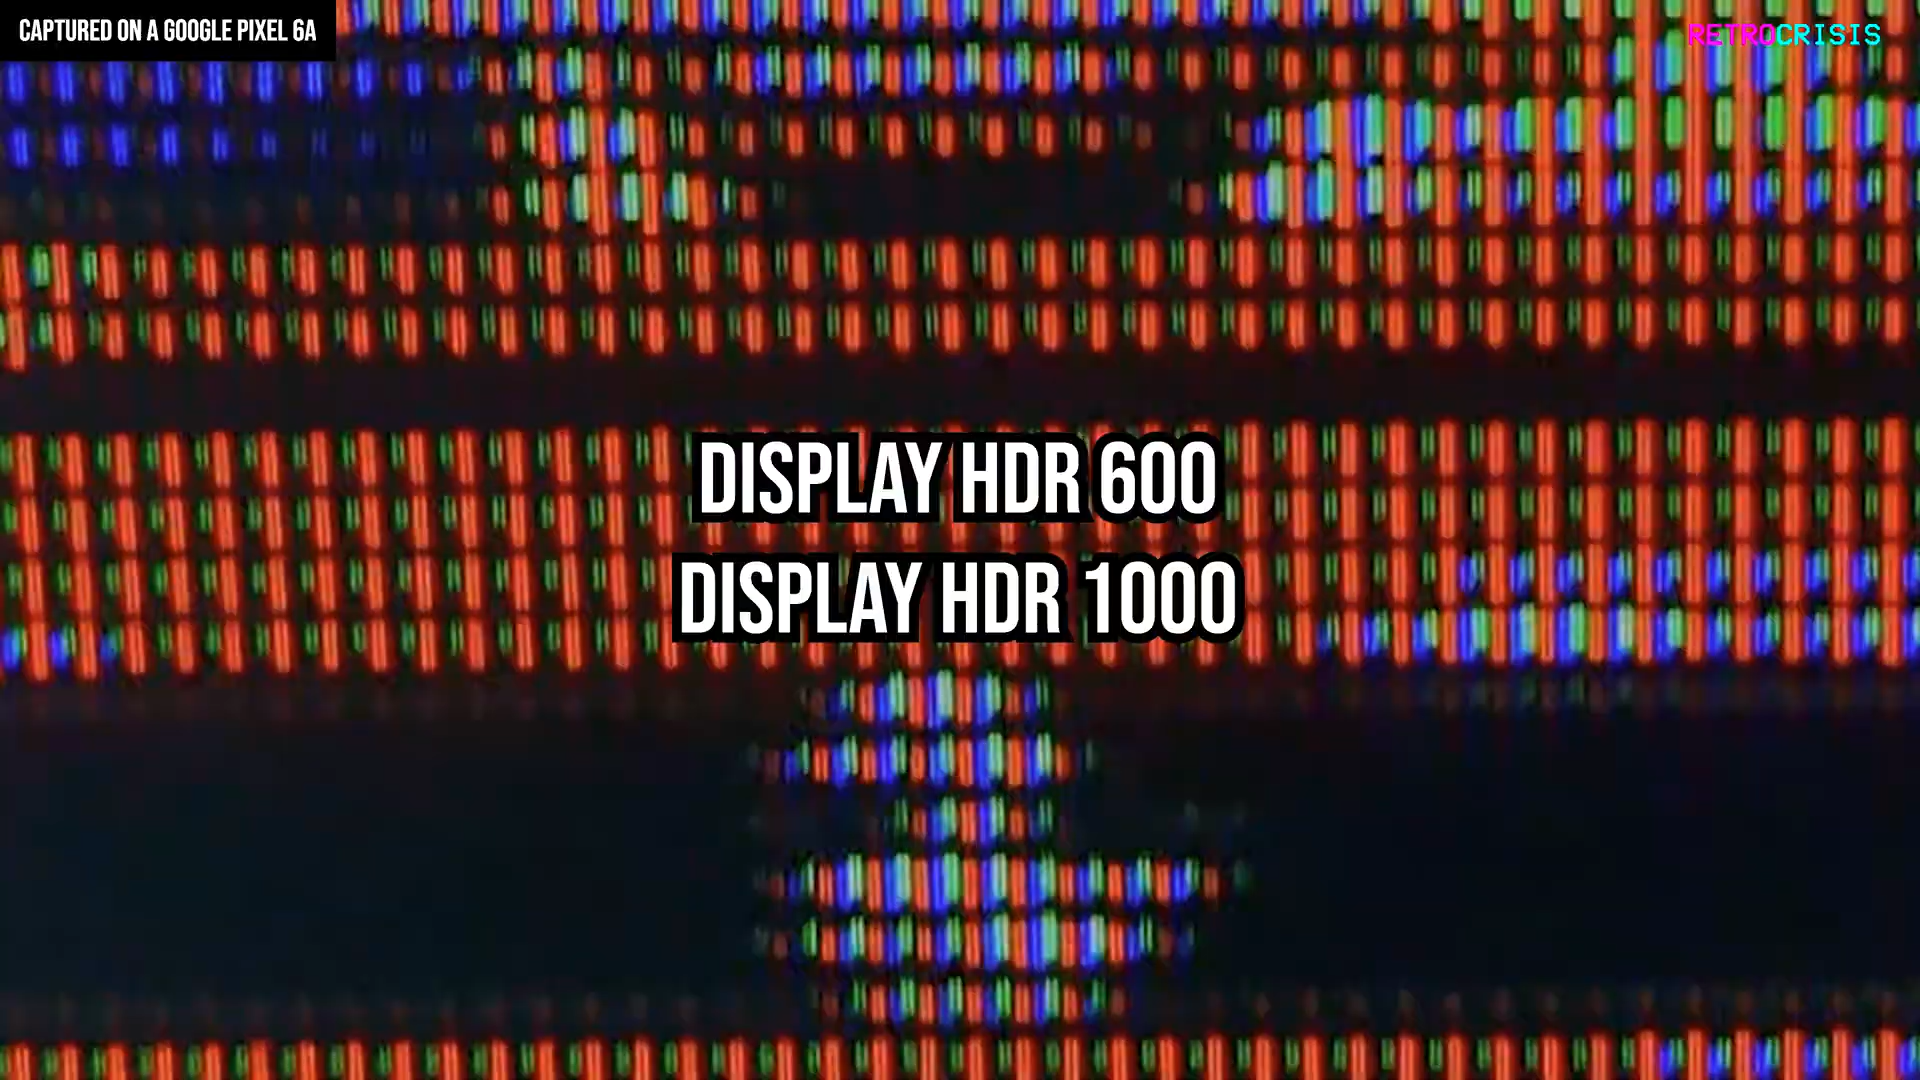 CAPTURED ON A GOOGLE PIXEL 6A
RETROCRISIS
DISPLAY HDR 600
DISPLAY HDR 1000